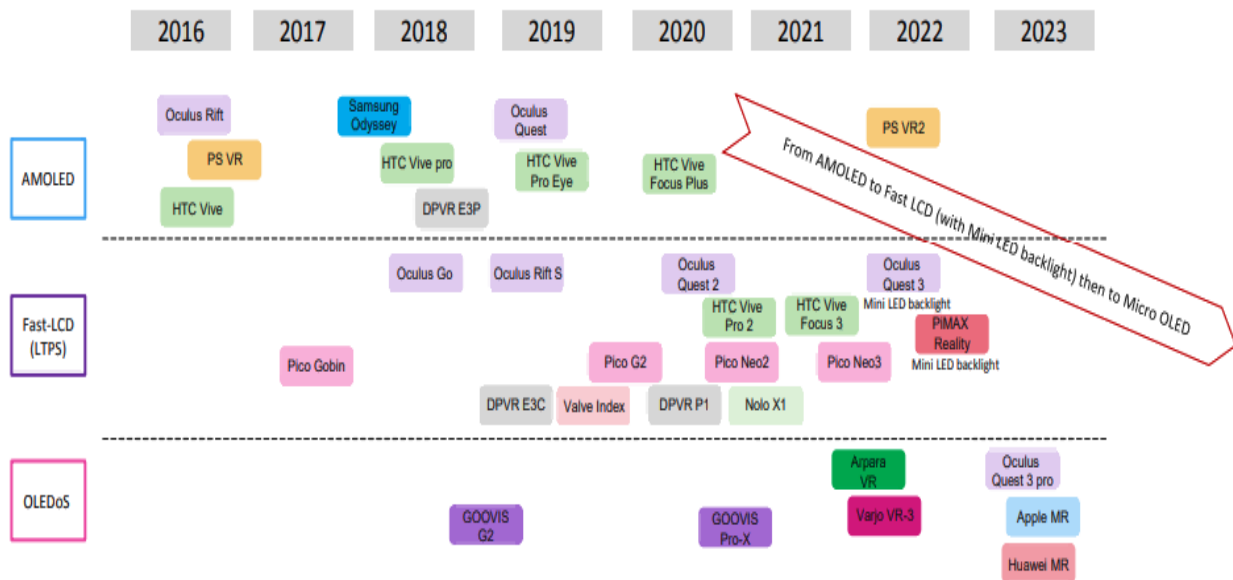 2016 2017 2018 2019 2020 2021 2022 2023
AMOLED
Oculus Rift
Samsung
Odyssey
Oculus
Quest
PS VR2
PS VR
HTC Vive pro
HTC Vive
Pro Eye
HTC Vive
Focus Plus
HTC Vive
DPVR E3P
From AMOLED to Fast LCD (with Mini LED backlight) then to Micro OLED
Fast-LCD
(LTPS)
Oculus Go
Oculus Rift S
Oculus
Quest 2
Oculus
Quest 3
Mini LED backlight
HTC Vive
Pro 2
HTC Vive
Focus 3
PiMAX
Reality
Mini LED backlight
Pico Gobin
Pico G2
Pico Neo2
Pico Neo3
DPVR E3C
Valve Index
DPVR P1
Nolo X1
OLEDoS
Arpara
VR
Oculus
Quest 3 pro
GOOVIS
G2
GOOVIS
Pro-X
Varjo VR-3
Apple MR
Huawei MR